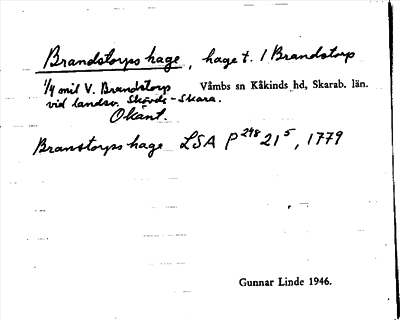 Brandstorps hage, hage t. 1 Brandstorp
1/4 mil V. Brandstorp Våmbs sn Kåkinds hd, Skarab. län.
vid landsv. Skövde - Skara.
Okänt.
Branstorps hage LSA P 248 21 5, 1779
Gunnar Linde 1946.